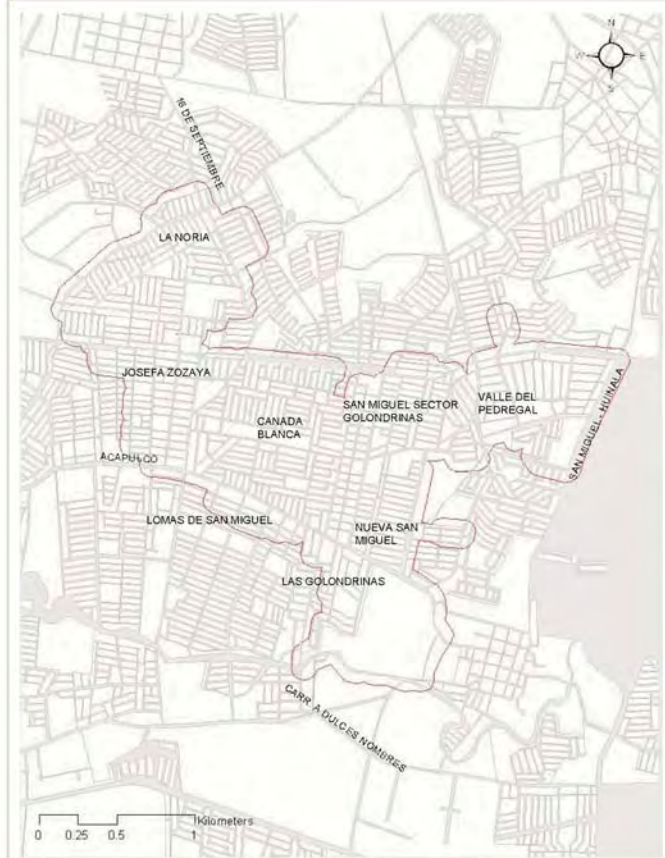 N
W E
S
16 DE SEPTIEMBRE
LA NORIA
JOSEFA ZOZAYA
CANADA
BLANCA
SAN MIGUEL SECTOR
GOLONDRINAS
VALLE DEL
PEDREGAL
SAN MIGUEL - HUINALA
ACAPULCO
LOMAS DE SAN MIGUEL
NUEVA SAN
MIGUEL
LAS GOLONDRINAS
CARR. A DULCES NOMBRES
Kilometers
0 0.25 0.5 1